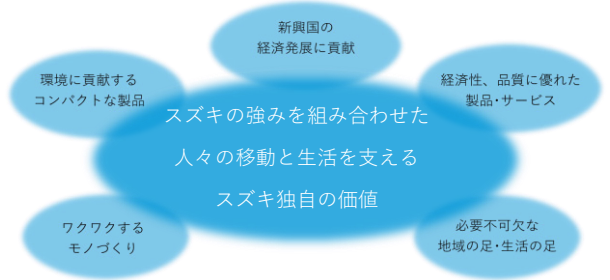 新興国の
経済発展に貢献
環境に貢献する
コンパクトな製品
経済性、品質に優れた
製品･サービス
スズキの強みを組み合わせた
人々の移動と生活を支える
スズキ独自の価値
ワクワクする
モノづくり
必要不可欠な
地域の足･生活の足